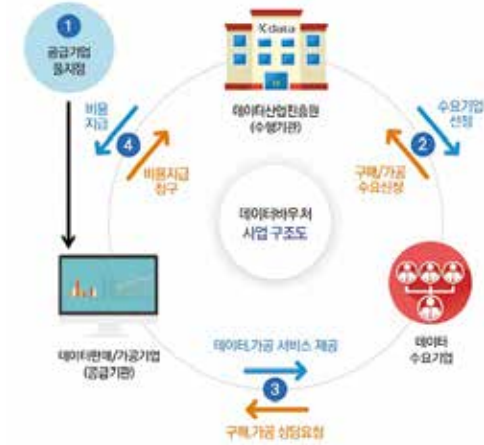 1
공급기업
풀지정
K data
데이터산업진흥원
(수행기관)
비용
지급
4
비용지급
청구
수요기업
선정
2
구매/가공
수요신청
데이터바우처
사업 구조도
데이터판매/가공기업
(공급기관)
데이터
수요기업
데이터,가공 서비스 제공
3
구매,가공 상담요청